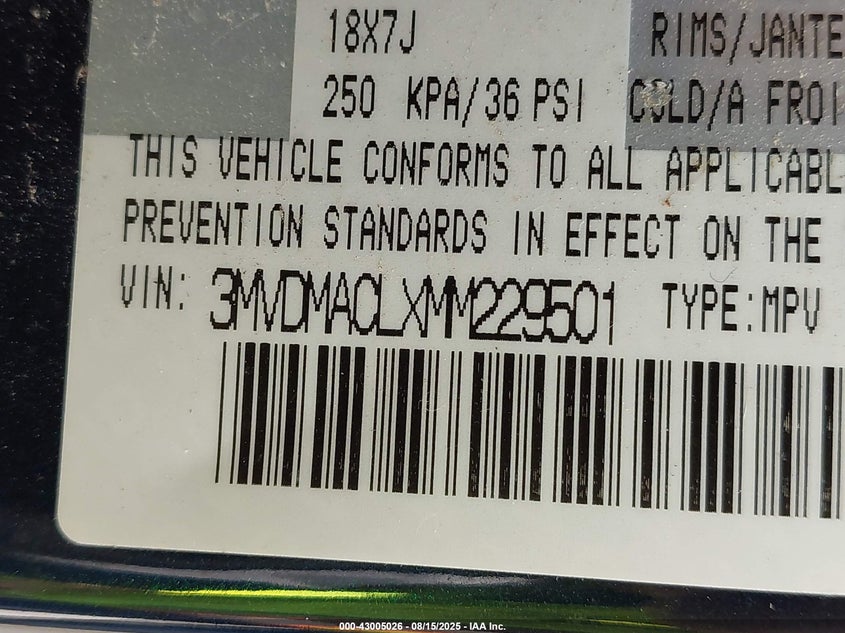 18X7J RIMS/JANTE
250 KPA/36 PSI COLD/A FROI
THIS VEHICLE CONFORMS TO ALL APPLICABL
PREVENTION STANDARDS IN EFFECT ON THE
VIN: 3MVDMACLXMM229501 TYPE:MPV
000-43005026 - 08/15/2025 - IAA Inc.